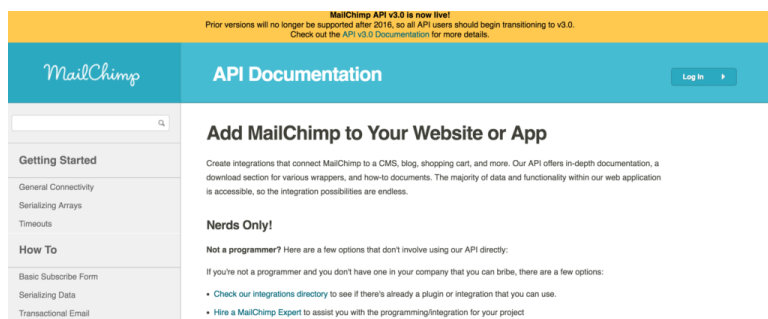 MailChimp API v3.0 is now live!
Prior versions will no longer be supported after 2016, so all API users should begin transitioning to v3.0.
Check out the API v3.0 Documentation for more details.
MailChimp
API Documentation
Log In
Getting Started
General Connectivity
Serializing Arrays
Timeouts
How To
Basic Subscribe Form
Serializing Data
Transactional Email
Add MailChimp to Your Website or App
Create integrations that connect MailChimp to a CMS, blog, shopping cart, and more. Our API offers in-depth documentation, a
download section for various wrappers, and how-to documents. The majority of data and functionality within our web application
is accessible, so the integration possibilities are endless.
Nerds Only!
Not a programmer? Here are a few options that don't involve using our API directly:
If you're not a programmer and you don't have one in your company that you can bribe, there are a few options:
• Check our integrations directory to see if there's already a plugin or integration that you can use.
• Hire a MailChimp Expert to assist you with the programming/integration for your project